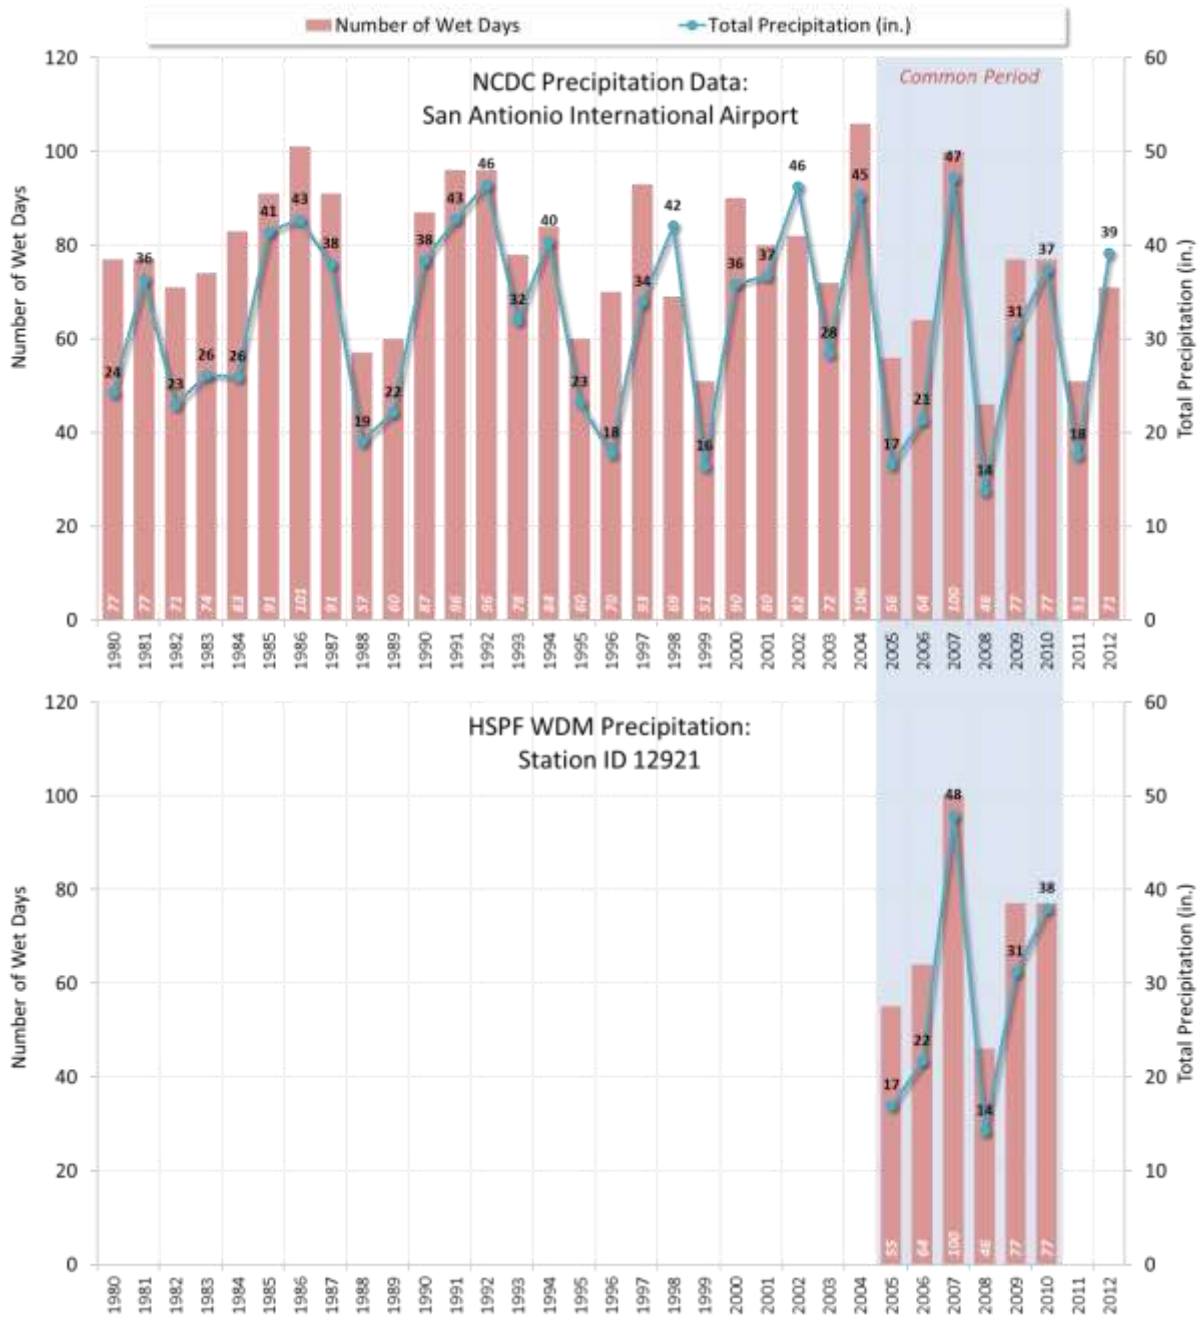 Number of Wet Days Total Precipitation (in.)
NCDC Precipitation Data:
San Antonio International Airport
Common Period
Number of Wet Days
Total Precipitation (in.)
120 100 80 60 40 20 0
60 50 40 30 20 10 0
24 36 23 26 26 41 43 38 19 22 38 43 46 32 40 23 18 34 42 16 36 37 46 28 45 17 21 47 14 31 37 18 39
77 77 71 74 83 91 101 91 57 60 87 96 96 78 84 60 70 93 69 51 90 80 82 72 106 56 64 100 46 77 77 51 71
1980 1981 1982 1983 1984 1985 1986 1987 1988 1989 1990 1991 1992 1993 1994 1995 1996 1997 1998 1999 2000 2001 2002 2003 2004 2005 2006 2007 2008 2009 2010 2011 2012
HSPF WDM Precipitation:
Station ID 12921
Number of Wet Days
Total Precipitation (in.)
120 100 80 60 40 20 0
60 50 40 30 20 10 0
17 22 48 14 31 38
55 64 100 46 77 77
1980 1981 1982 1983 1984 1985 1986 1987 1988 1989 1990 1991 1992 1993 1994 1995 1996 1997 1998 1999 2000 2001 2002 2003 2004 2005 2006 2007 2008 2009 2010 2011 2012